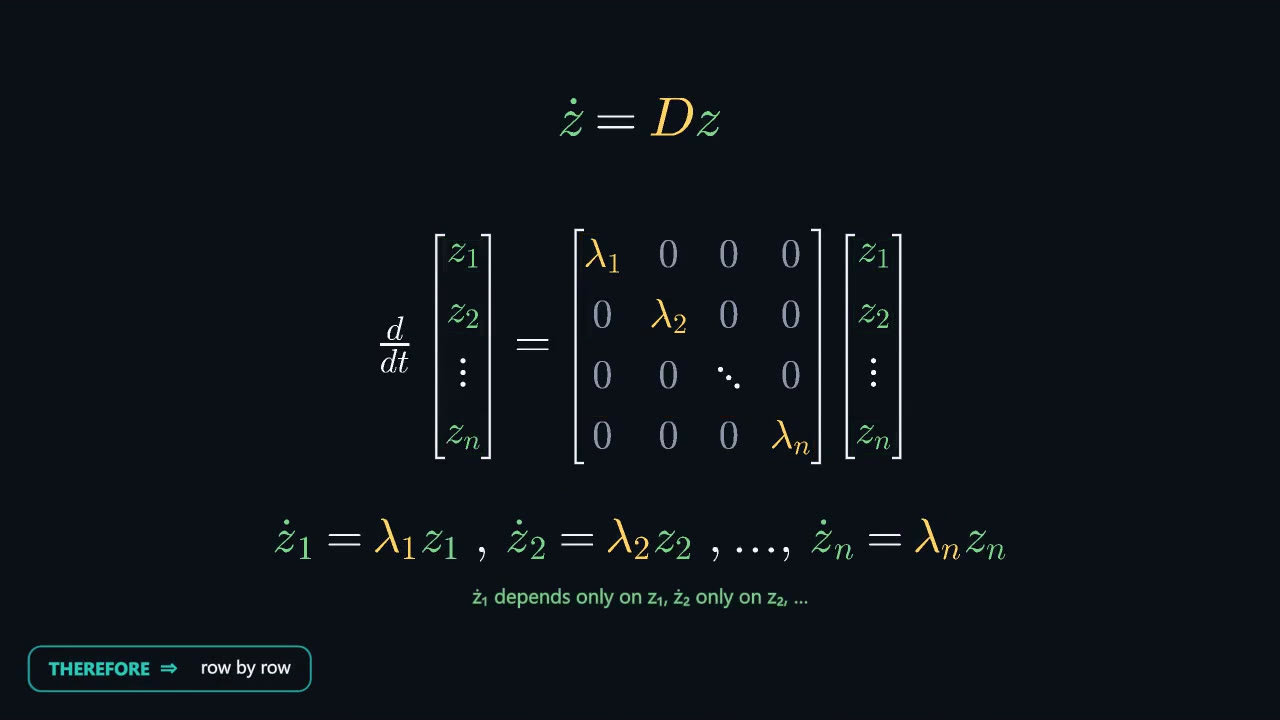 ż = Dz
d/dt [z₁ z₂ ⋮ zₙ] = [λ₁ 0 0 0; 0 λ₂ 0 0; 0 0 ⋱ 0; 0 0 0 λₙ] [z₁ z₂ ⋮ zₙ]
ż₁ = λ₁z₁ , ż₂ = λ₂z₂ , …, żₙ = λₙzₙ
ż₁ depends only on z₁, ż₂ only on z₂, ...
THEREFORE ⇒ row by row